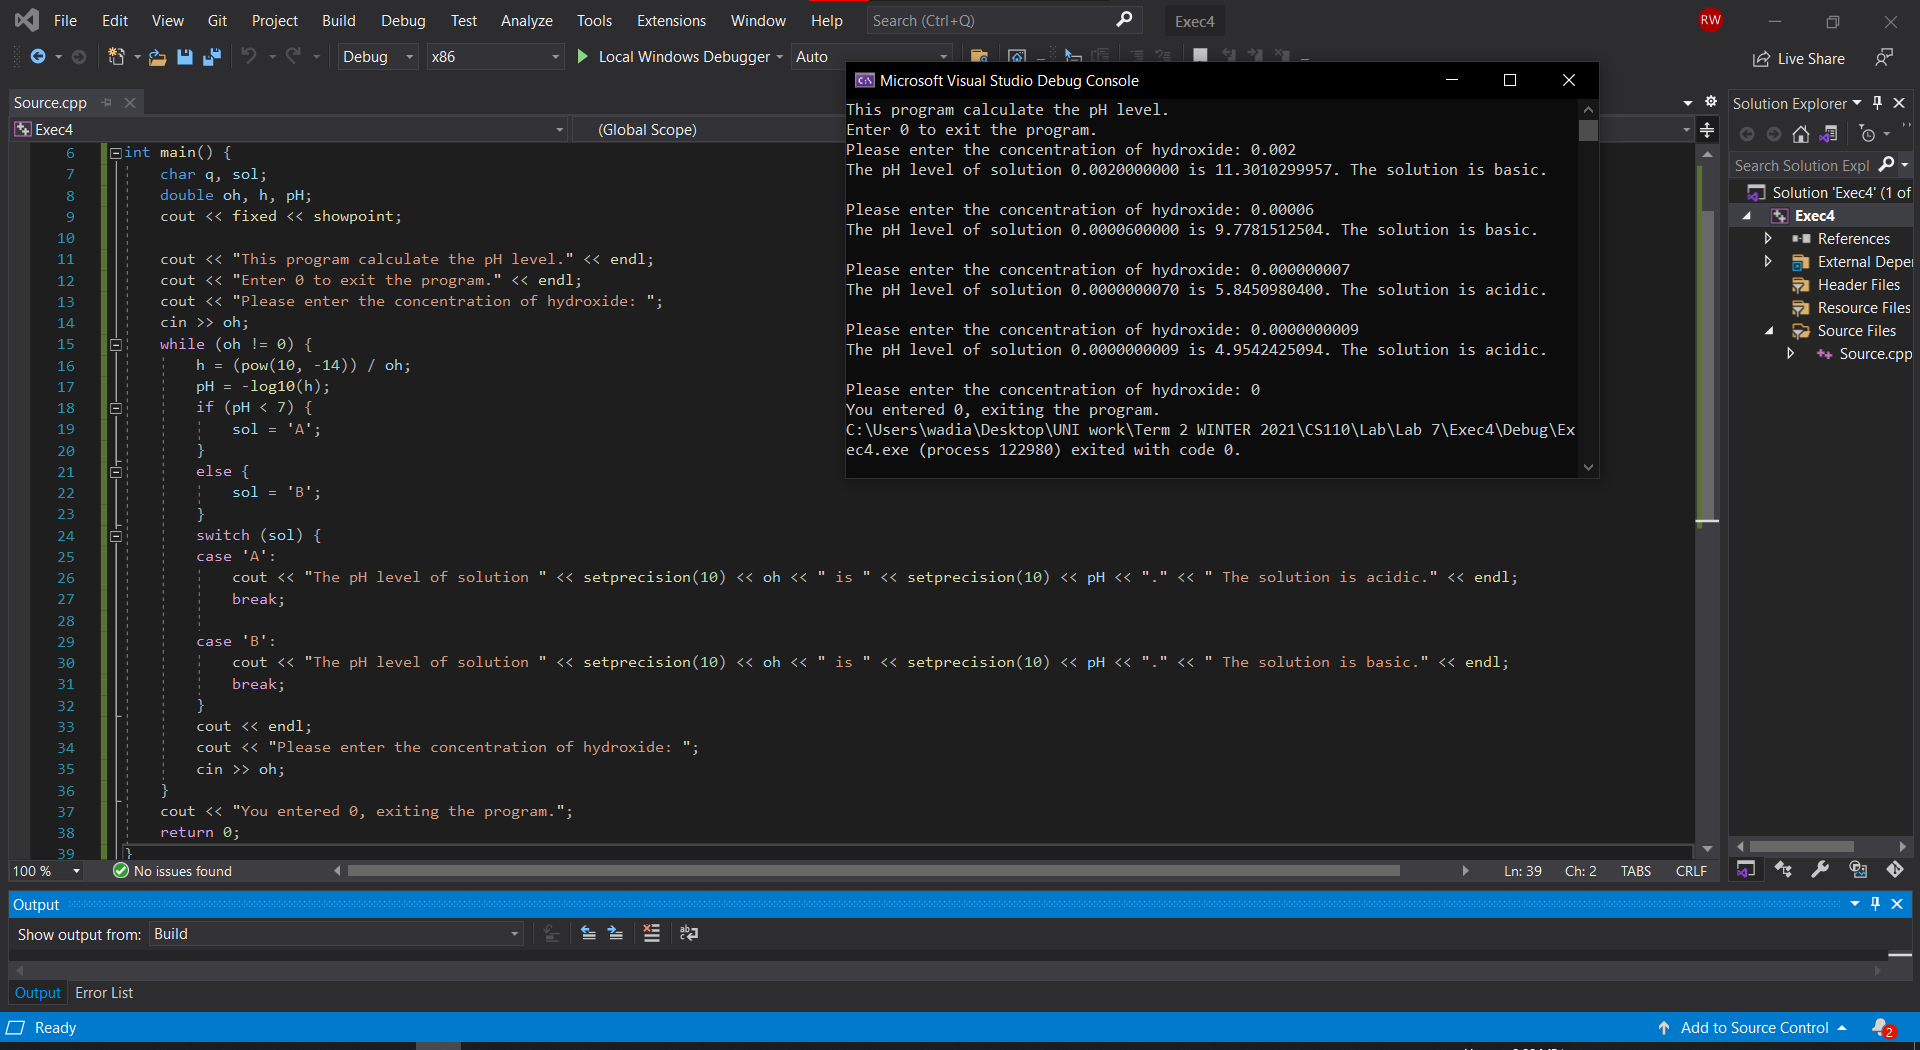 File Edit View Git Project Build Debug Test Analyze Tools Extensions Window Help Search (Ctrl+Q) Exec4 RW
Debug x86 Local Windows Debugger Auto Live Share
Source.cpp
Exec4 (Global Scope)
6 int main() {
7 char q, sol;
8 double oh, h, pH;
9 cout << fixed << showpoint;
10
11 cout << "This program calculate the pH level." << endl;
12 cout << "Enter 0 to exit the program." << endl;
13 cout << "Please enter the concentration of hydroxide: ";
14 cin >> oh;
15 while (oh != 0) {
16 h = (pow(10, -14)) / oh;
17 pH = -log10(h);
18 if (pH < 7) {
19 sol = 'A';
20 }
21 else {
22 sol = 'B';
23 }
24 switch (sol) {
25 case 'A':
26 cout << "The pH level of solution " << setprecision(10) << oh << " is " << setprecision(10) << pH << "." << " The solution is acidic." << endl;
27 break;
28
29 case 'B':
30 cout << "The pH level of solution " << setprecision(10) << oh << " is " << setprecision(10) << pH << "." << " The solution is basic." << endl;
31 break;
32 }
33 cout << endl;
34 cout << "Please enter the concentration of hydroxide: ";
35 cin >> oh;
36 }
37 cout << "You entered 0, exiting the program.";
38 return 0;
39 }
Microsoft Visual Studio Debug Console
This program calculate the pH level.
Enter 0 to exit the program.
Please enter the concentration of hydroxide: 0.002
The pH level of solution 0.0020000000 is 11.3010299957. The solution is basic.
Please enter the concentration of hydroxide: 0.00006
The pH level of solution 0.0000600000 is 9.7781512504. The solution is basic.
Please enter the concentration of hydroxide: 0.000000007
The pH level of solution 0.0000000070 is 5.8450980400. The solution is acidic.
Please enter the concentration of hydroxide: 0.0000000009
The pH level of solution 0.0000000009 is 4.9542425094. The solution is acidic.
Please enter the concentration of hydroxide: 0
You entered 0, exiting the program.
C:\Users\wadia\Desktop\UNI work\Term 2 WINTER 2021\CS110\Lab\Lab 7\Exec4\Debug\Ex
ec4.exe (process 122980) exited with code 0.
Solution Explorer
Search Solution Expl
Solution 'Exec4' (1 of
Exec4
References
External Depe
Header Files
Resource Files
Source Files
Source.cpp
100 % No issues found Ln: 39 Ch: 2 TABS CRLF
Output
Show output from: Build
Output Error List
Ready Add to Source Control 2